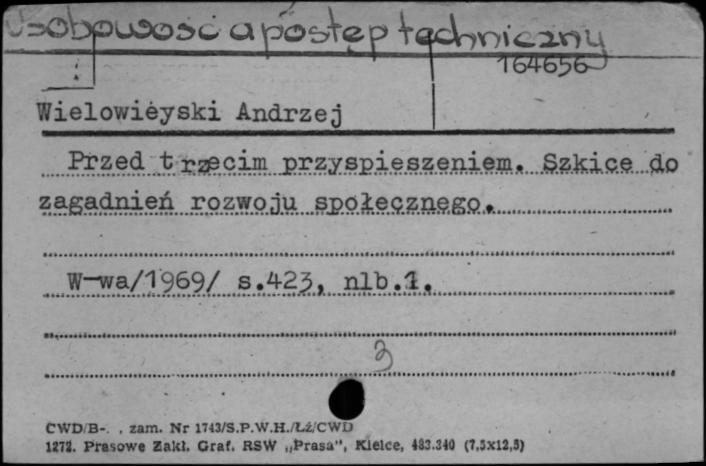 Osobowość a postęp techniczny
164656
Wielowiéyski Andrzej
Przed trzecim przyspieszeniem. Szkice do
zagadnień rozwoju społecznego.
W-wa/1969/ s.423, nlb.1.
3
CWD/B-. , zam. Nr 1743/S.P.W.H./Łż/CWD
1272. Prasowe Zakł. Graf. RSW „Prasa”, Kielce, 483.340 (7,5x12,5)